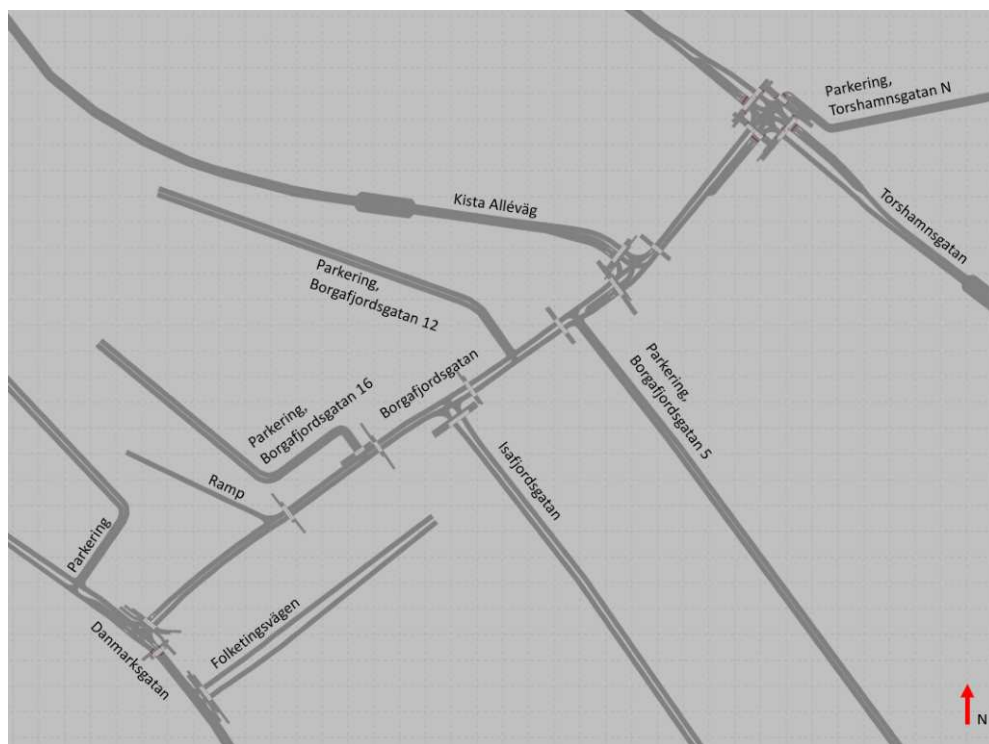 Parkering,
Torshamnsgatan N
Kista Alléväg
Torshamnsgatan
Parkering,
Borgafjordsgatan 12
Borgafjordsgatan
Parkering,
Borgafjordsgatan 5
Parkering,
Borgafjordsgatan 16
Isafjordsgatan
Ramp
Parkering
Folketingsvägen
Danmarksgatan
N